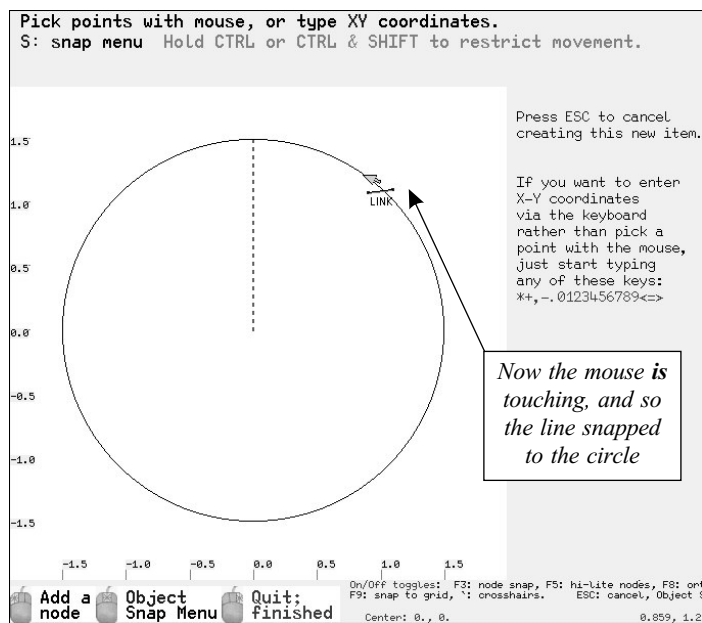 Pick points with mouse, or type XY coordinates.
S: snap menu Hold CTRL or CTRL & SHIFT to restrict movement.
Press ESC to cancel
creating this new item.
If you want to enter
X-Y coordinates
via the keyboard
rather than pick a
point with the mouse,
just start typing
any of these keys:
*+,-.0123456789<=>
1.5
1.0
0.5
0.0
-0.5
-1.0
-1.5
LINK
Now the mouse is
touching, and so
the line snapped
to the circle
-1.5 -1.0 -0.5 0.0 0.5 1.0 1.5
Add a
node
Object
Snap Menu
Quit;
finished
On/Off toggles: F3: node snap, F5: hi-lite nodes, F8: ort
F9: snap to grid, `: crosshairs. ESC: cancel, Object S
Center: 0., 0. 0.859, 1.2